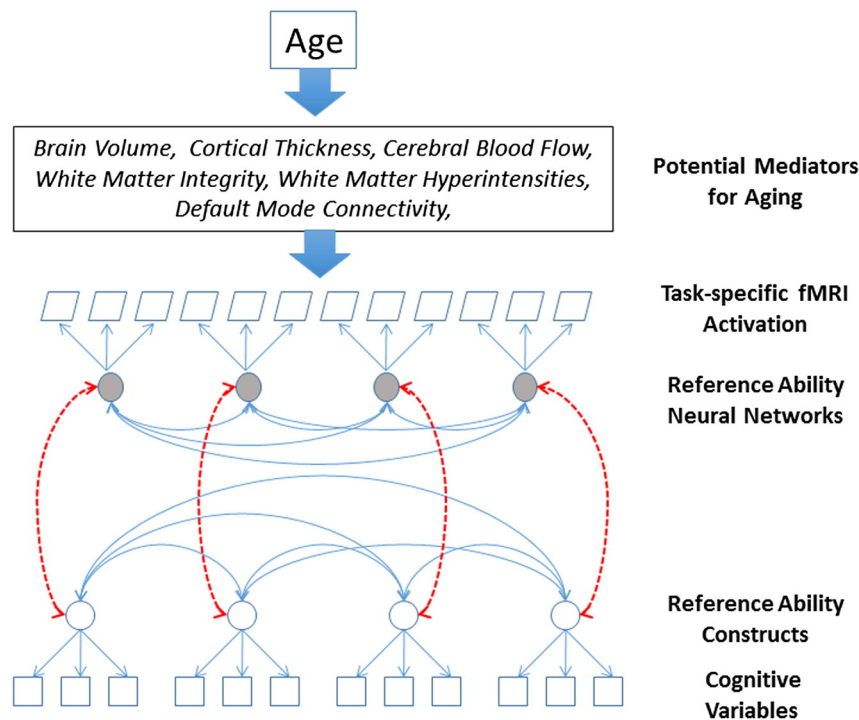 Age
Brain Volume, Cortical Thickness, Cerebral Blood Flow,
White Matter Integrity, White Matter Hyperintensities,
Default Mode Connectivity,
Potential Mediators
for Aging
Task-specific fMRI
Activation
Reference Ability
Neural Networks
Reference Ability
Constructs
Cognitive
Variables